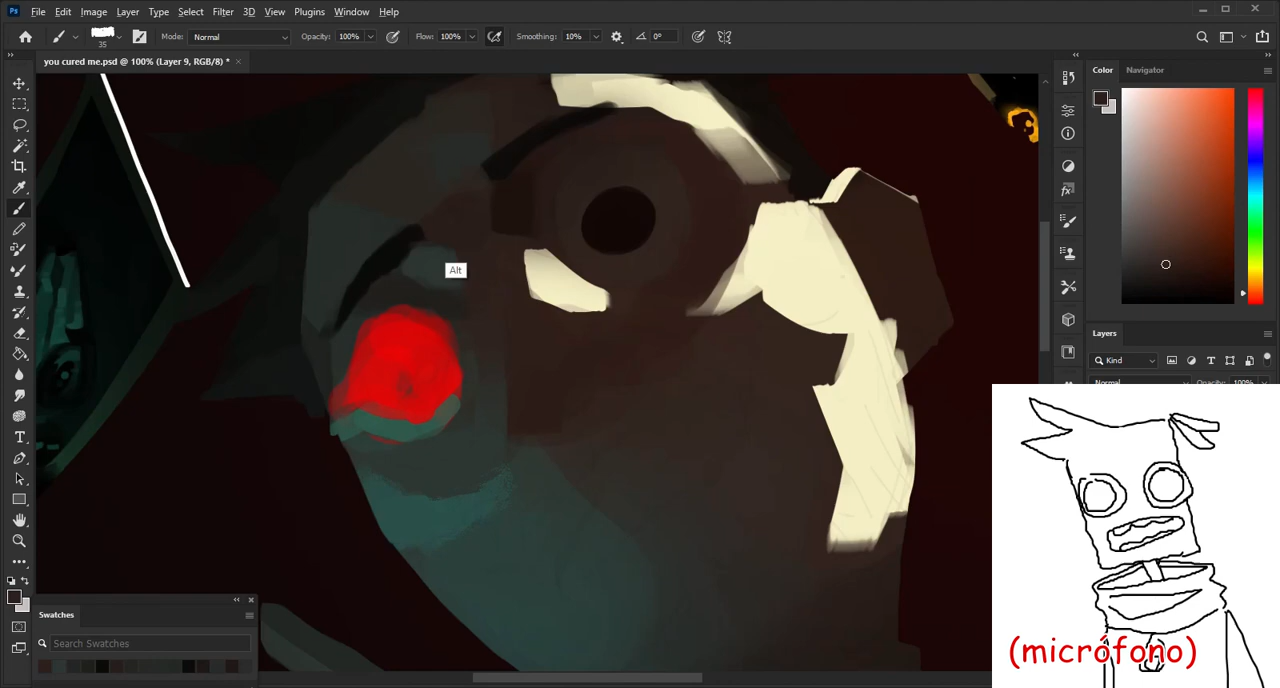 Ps File Edit Image Layer Type Select Filter 3D View Plugins Window Help
35 Mode: Normal Opacity: 100% Flow: 100% Smoothing: 10% 0°
you cured me.psd @ 100% (Layer 9, RGB/8) * ×
Color Navigator
Alt
Layers
Kind
Normal Opacity: 100%
Swatches
Search Swatches
(micrófono)